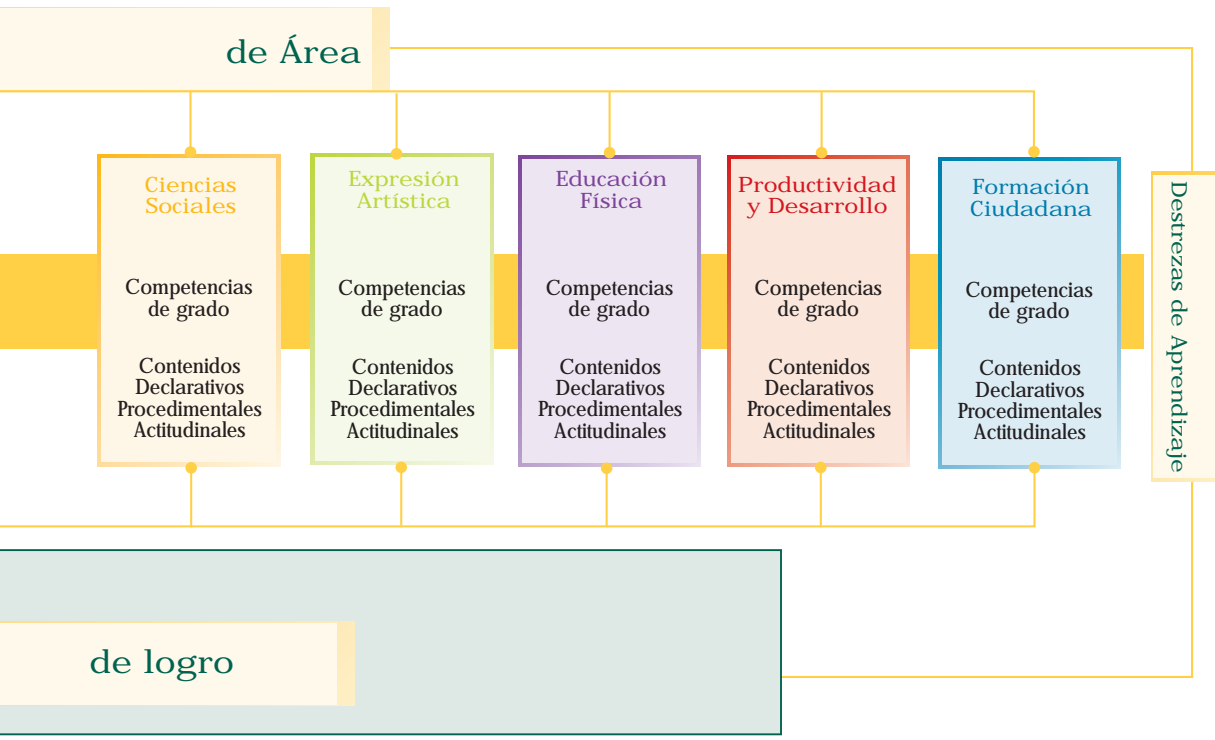 de Área
Ciencias
Sociales
Competencias
de grado
Contenidos
Declarativos
Procedimentales
Actitudinales
Expresión
Artística
Competencias
de grado
Contenidos
Declarativos
Procedimentales
Actitudinales
Educación
Física
Competencias
de grado
Contenidos
Declarativos
Procedimentales
Actitudinales
Productividad
y Desarrollo
Competencias
de grado
Contenidos
Declarativos
Procedimentales
Actitudinales
Formación
Ciudadana
Competencias
de grado
Contenidos
Declarativos
Procedimentales
Actitudinales
Destrezas de Aprendizaje
de logro